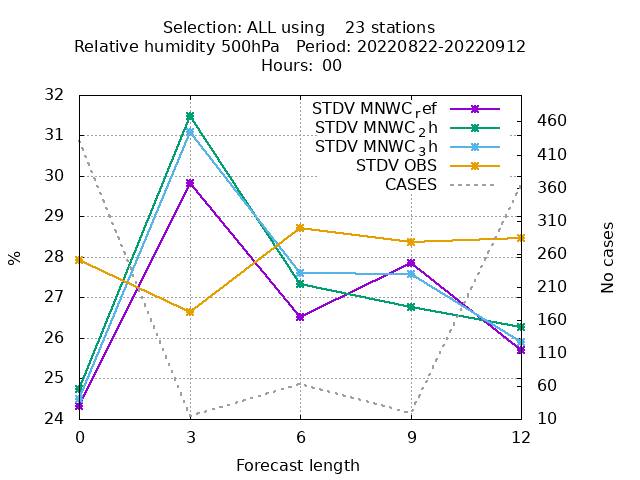 Selection: ALL using    23 stations
Relative humidity 500hPa   Period: 20220822-20220912
Hours: 00
STDV MNWC_ref
STDV MNWC_2h
STDV MNWC_3h
STDV OBS
CASES
%
32
31
30
29
28
27
26
25
24
460
410
360
310
260
210
160
110
60
10
No cases
0 3 6 9 12
Forecast length